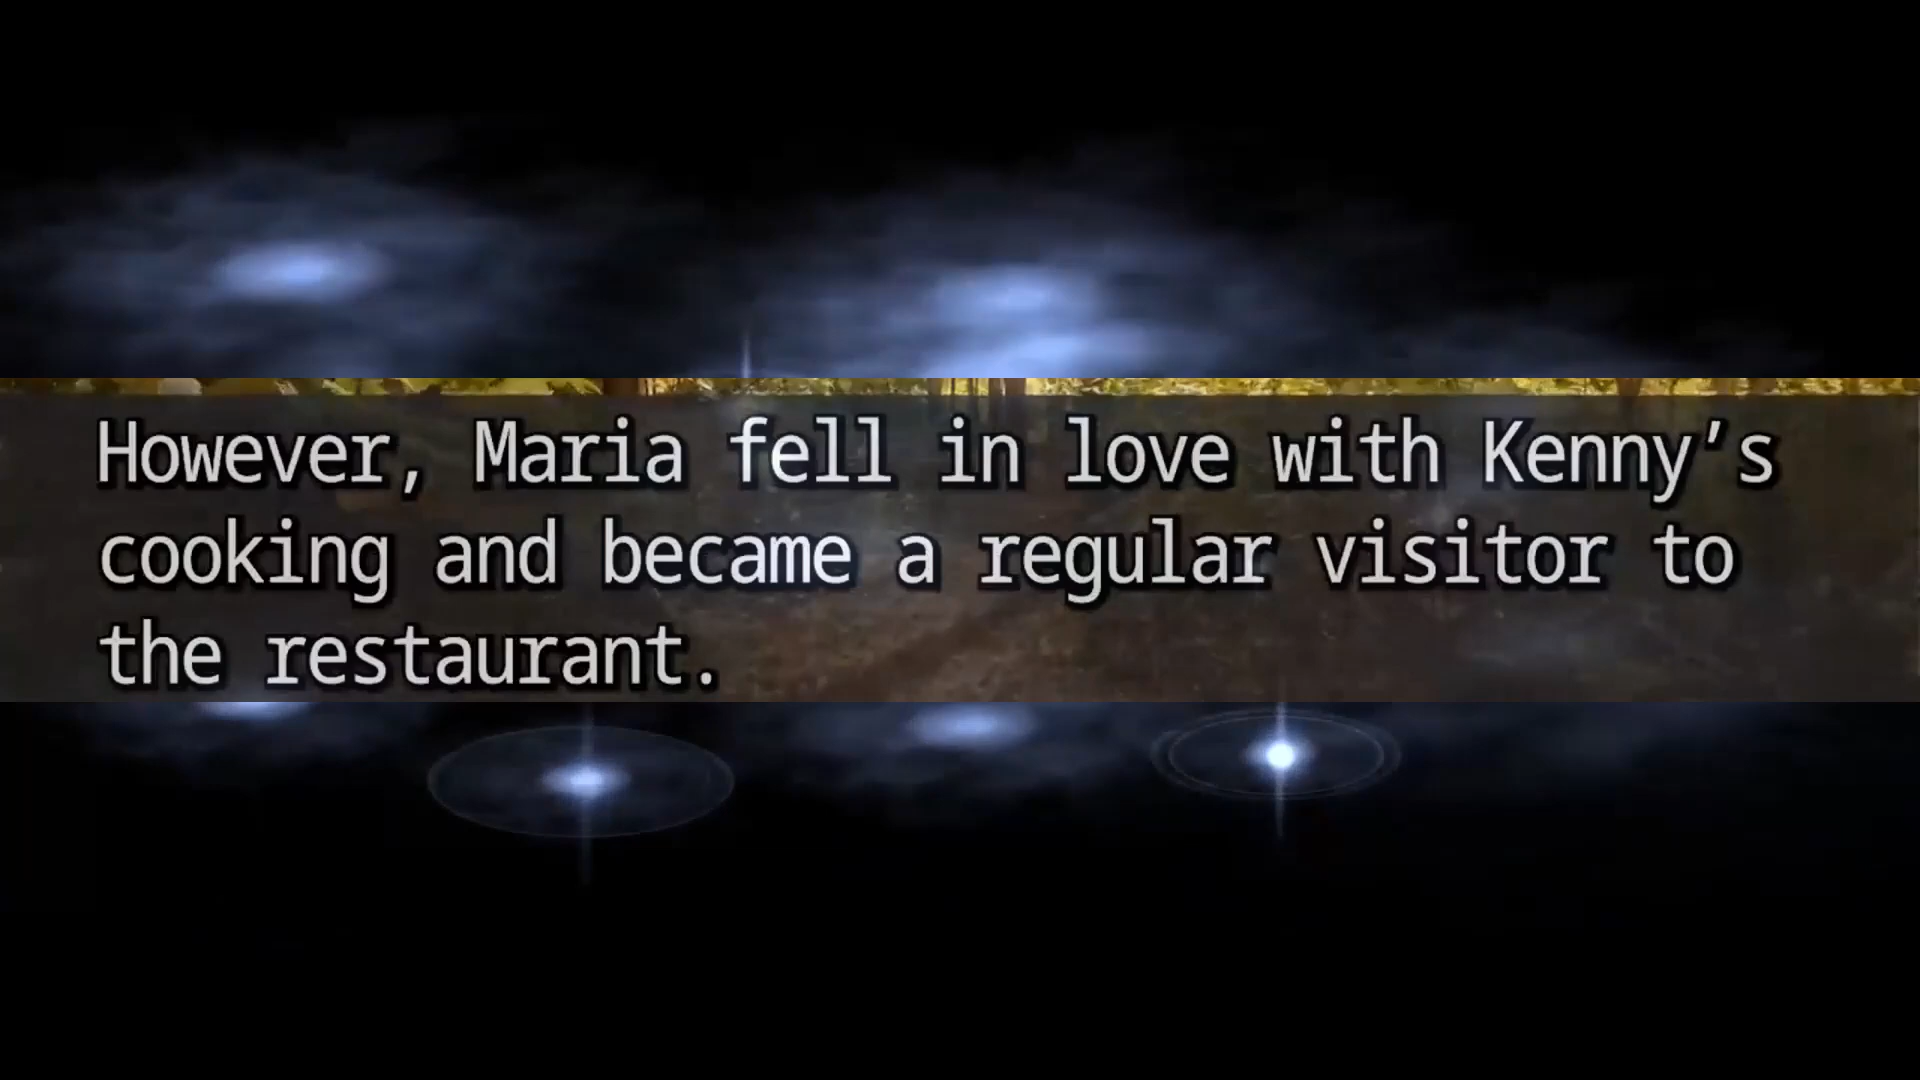 However, Maria fell in love with Kenny’s
cooking and became a regular visitor to
the restaurant.